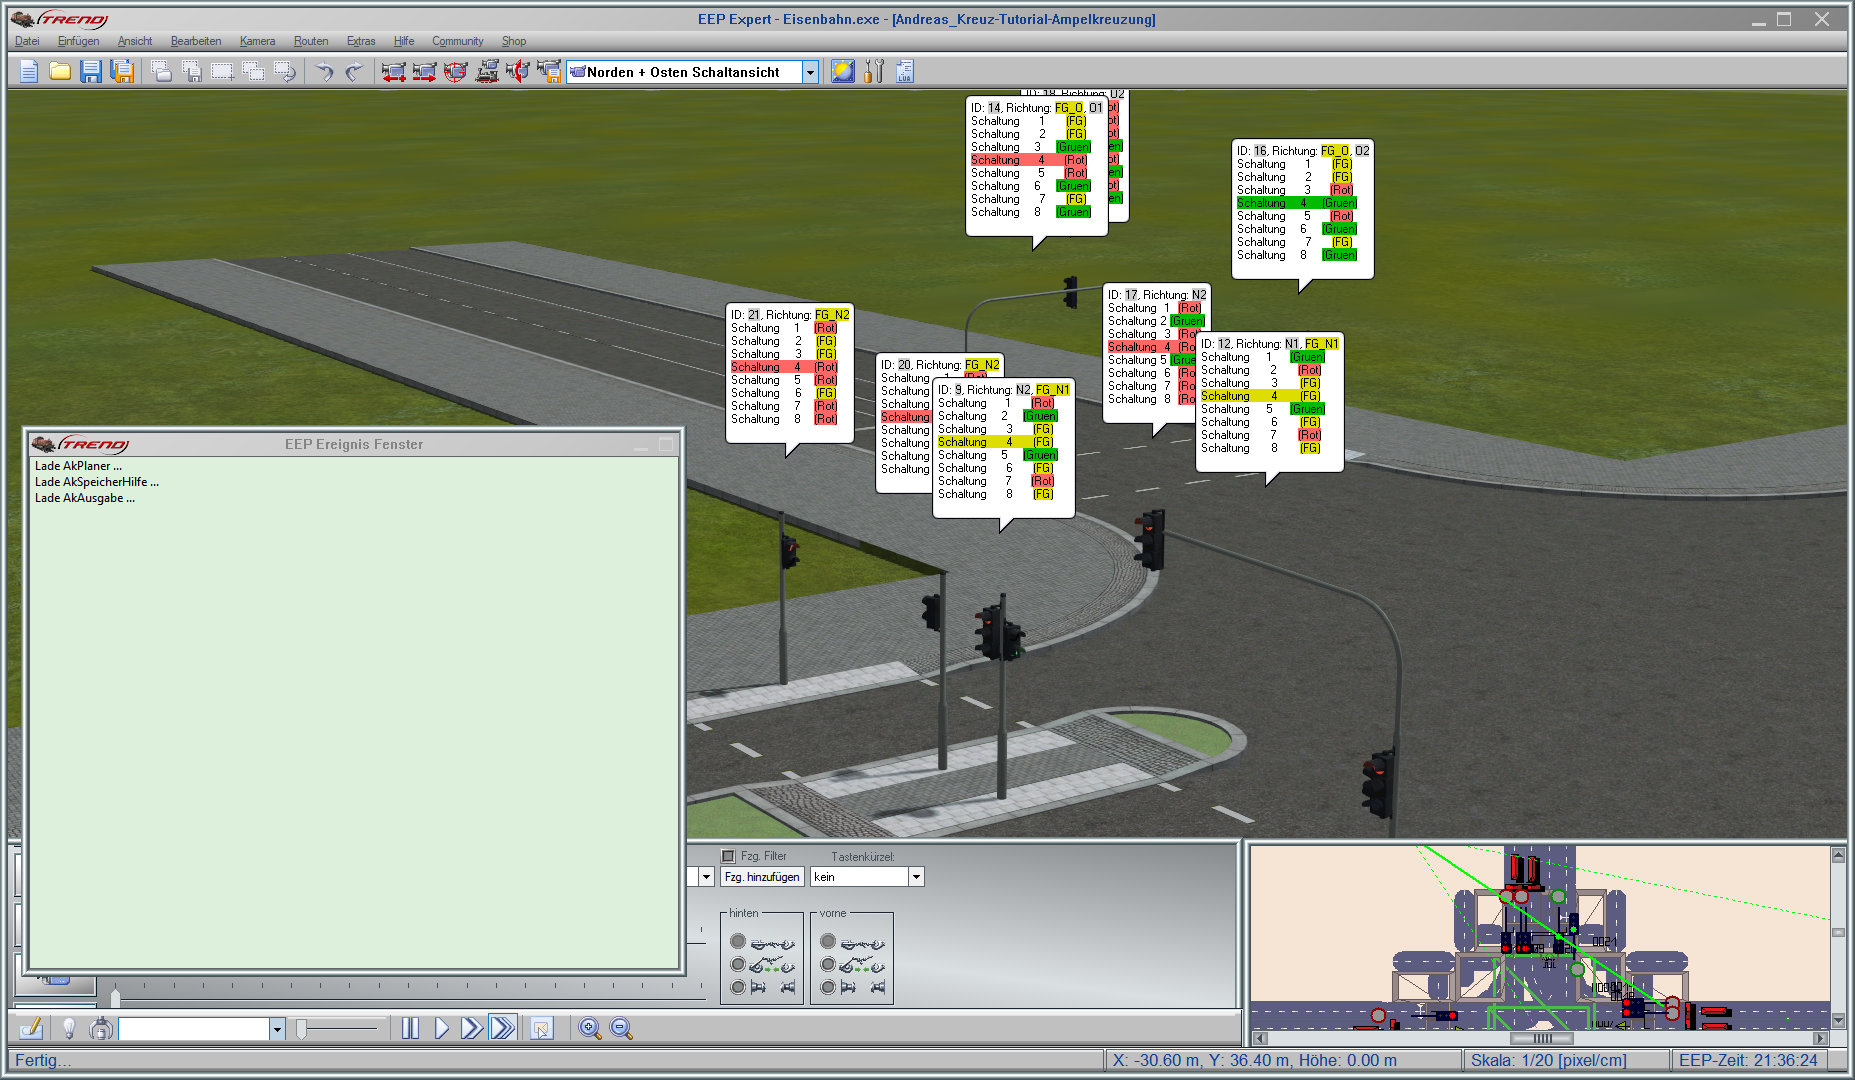 TREND
EEP Expert - Eisenbahn.exe - [Andreas_Kreuz-Tutorial-Ampelkreuzung]
Datei Einfügen Ansicht Bearbeiten Kamera Routen Extras Hilfe Community Shop
Norden + Osten Schaltansicht
LUA
ID: 18, Richtung: O2
ID: 14, Richtung: FG_O, O1
Schaltung 1 (FG)
Schaltung 2 (FG)
Schaltung 3 (Gruen)
Schaltung 4 (Rot)
Schaltung 5 (Rot)
Schaltung 6 (Gruen)
Schaltung 7 (FG)
Schaltung 8 (Gruen)
ID: 16, Richtung: FG_O, O2
Schaltung 1 (FG)
Schaltung 2 (FG)
Schaltung 3 (Rot)
Schaltung 4 (Gruen)
Schaltung 5 (Rot)
Schaltung 6 (Gruen)
Schaltung 7 (FG)
Schaltung 8 (Gruen)
ID: 21, Richtung: FG_N2
Schaltung 1 (Rot)
Schaltung 2 (FG)
Schaltung 3 (FG)
Schaltung 4 (Rot)
Schaltung 5 (Rot)
Schaltung 6 (FG)
Schaltung 7 (Rot)
Schaltung 8 (Rot)
ID: 20, Richtung: FG_N2
Schaltung 1 (Rot)
Schaltung
Schaltung
Schaltung
Schaltung
Schaltung
Schaltung
Schaltung
ID: 9, Richtung: N2, FG_N1
Schaltung 1 (Rot)
Schaltung 2 (Gruen)
Schaltung 3 (FG)
Schaltung 4 (FG)
Schaltung 5 (Gruen)
Schaltung 6 (FG)
Schaltung 7 (Rot)
Schaltung 8 (FG)
ID: 17, Richtung: N2
Schaltung 1 (Rot)
Schaltung 2 (Gruen)
Schaltung 3 (Ro
Schaltung 4 (Ro
Schaltung 5 (Grue
Schaltung 6 (Ro
Schaltung 7 (Ro
Schaltung 8 (Ro
ID: 12, Richtung: N1, FG_N1
Schaltung 1 (Gruen)
Schaltung 2 (Rot)
Schaltung 3 (FG)
Schaltung 4 (FG)
Schaltung 5 (Gruen)
Schaltung 6 (FG)
Schaltung 7 (Rot)
Schaltung 8 (FG)
TREND
EEP Ereignis Fenster
Lade AkPlaner ...
Lade AkSpeicherHilfe ...
Lade AkAusgabe ...
Fzg. Filter Tastenkürzel:
Fzg. hinzufügen kein
hinten vorne
Fertig...
X: -30.60 m, Y: 36.40 m, Höhe: 0.00 m
Skala: 1/20 [pixel/cm]
EEP-Zeit: 21:36:24